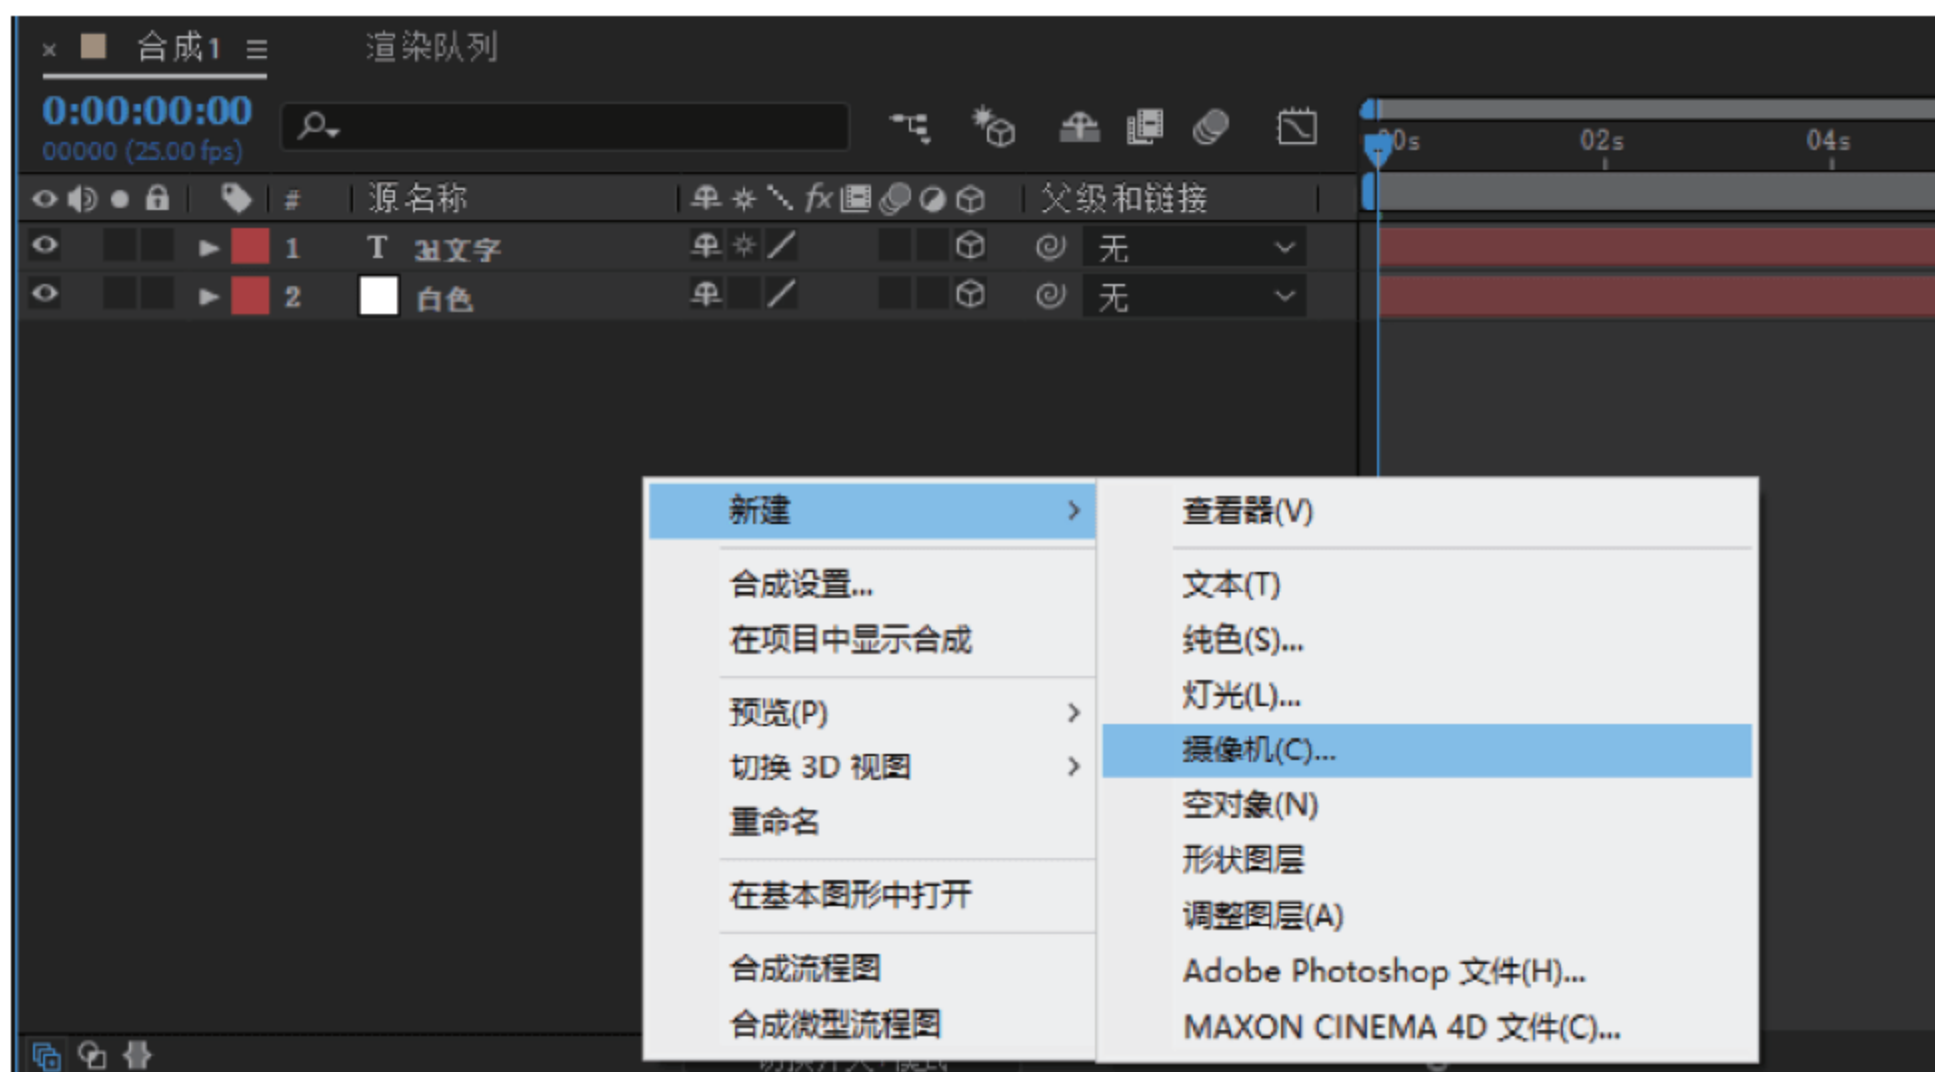 合成1
渲染队列
0:00:00:00
00000 (25.00 fps)
00s
02s
04s
# 源名称
fx
父级和链接
1 T 3d文字 无
2 白色 无
新建
合成设置...
在项目中显示合成
预览(P)
切换 3D 视图
重命名
在基本图形中打开
合成流程图
合成微型流程图
查看器(V)
文本(T)
纯色(S)...
灯光(L)...
摄像机(C)...
空对象(N)
形状图层
调整图层(A)
Adobe Photoshop 文件(H)...
MAXON CINEMA 4D 文件(C)...